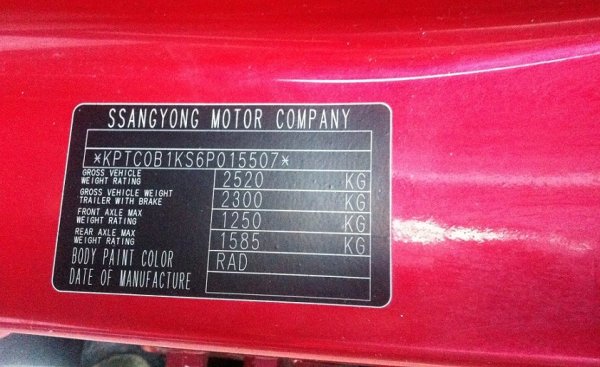 SSANGYONG MOTOR COMPANY
*KPTC0B1KS6P015507*
GROSS VEHICLE
WEIGHT RATING 2520 KG
GROSS VEHICLE WEIGHT
TRAILER WITH BRAKE 2300 KG
FRONT AXLE MAX
WEIGHT RATING 1250 KG
REAR AXLE MAX
WEIGHT RATING 1585 KG
BODY PAINT COLOR RAD
DATE OF MANUFACTURE